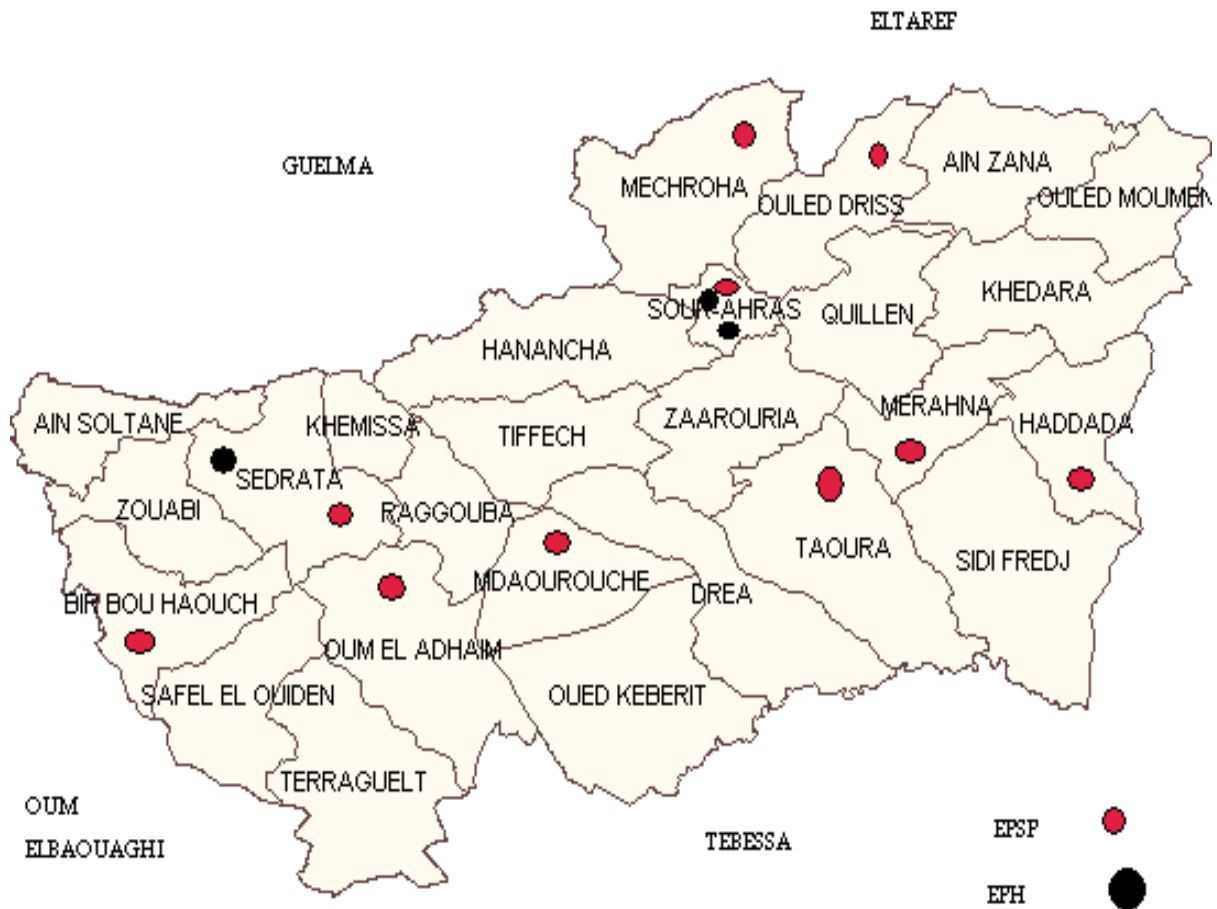 ELTAREF
GUELMA
AIN ZANA
MECHROHA
OULED DRISS
OULED MOUMEN
KHEDARA
SOUR-AHRAS
QUILLEN
HANANCHA
MERAHNA
AIN SOLTANE
KHEMISSA
TIFFECH
ZAAROURIA
HADDADA
SEDRATA
ZOUABI
RAGGOUBA
TAOURA
SIDI FREDJ
MDAOUROUCHE
DREA
BIR BOU HAOUCH
OUM EL ADHAIM
SAFEL EL OUIDEN
OUED KEBERIT
TERRAGUELT
OUM
ELBAOUAGHI
TEBESSA
EPSP
EFH